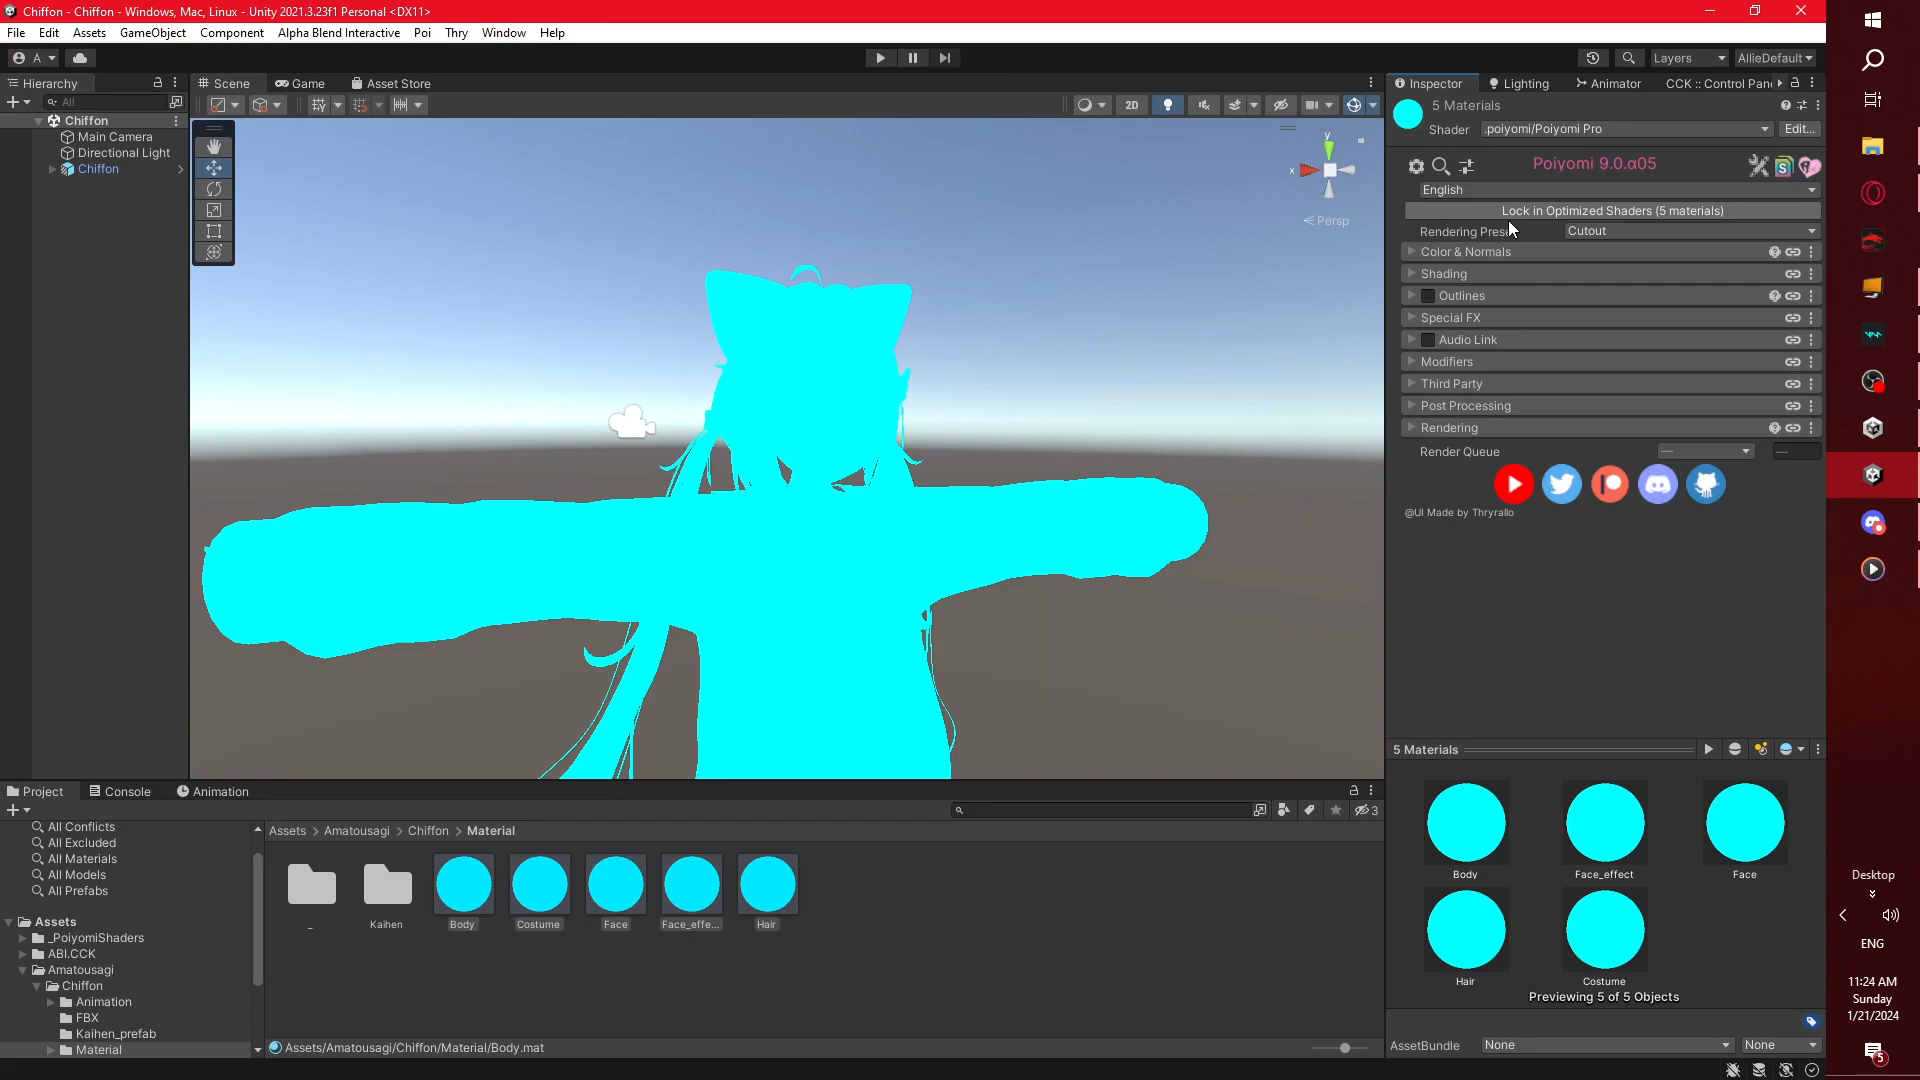 Chiffon - Chiffon - Windows, Mac, Linux - Unity 2021.3.23f1 Personal <DX11>
File Edit Assets GameObject Component Alpha Blend Interactive Poi Thry Window Help
A Layers AllieDefault
Hierarchy Scene Game Asset Store Inspector Lighting Animator CCK :: Control Pane
All 2D 5 Materials
Chiffon
Main Camera
Directional Light
Chiffon
y
x
Persp
Shader .poiyomi/Poiyomi Pro Edit...
Poiyomi 9.0.α05
S
English
Lock in Optimized Shaders (5 materials)
Rendering Prese Cutout
Color & Normals
Shading
Outlines
Special FX
Audio Link
Modifiers
Third Party
Post Processing
Rendering
Render Queue — —
@UI Made by Thryrallo
5 Materials
Body Face_effect Face
Hair Costume
Previewing 5 of 5 Objects
AssetBundle None None
Project Console Animation
3
All Conflicts
All Excluded
All Materials
All Models
All Prefabs
Assets
_PoiyomiShaders
ABI.CCK
Amatousagi
Chiffon
Animation
FBX
Kaihen_prefab
Material
Assets > Amatousagi > Chiffon > Material
_ Kaihen Body Costume Face Face_effe... Hair
Assets/Amatousagi/Chiffon/Material/Body.mat
Desktop
ENG
11:24 AM
Sunday
1/21/2024
5